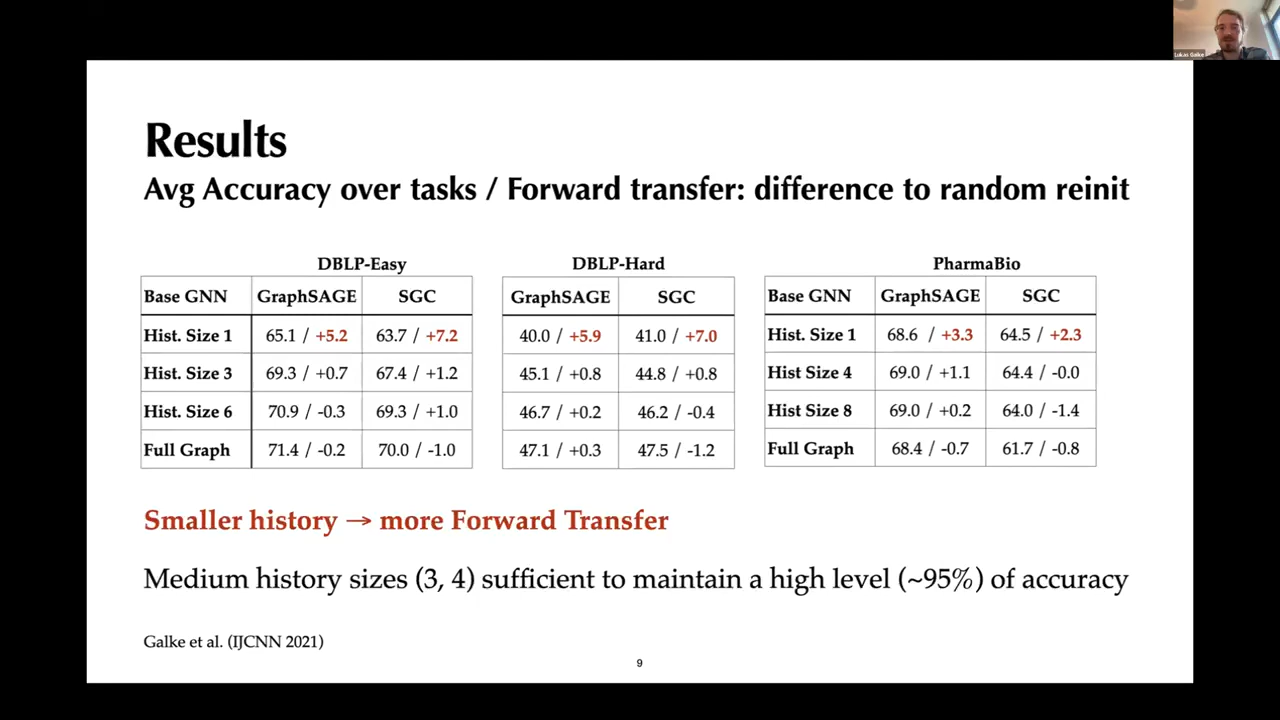 Lukas Galke
Results
Avg Accuracy over tasks / Forward transfer: difference to random reinit
DBLP-Easy
Base GNN GraphSAGE SGC
Hist. Size 1 65.1 / +5.2 63.7 / +7.2
Hist. Size 3 69.3 / +0.7 67.4 / +1.2
Hist. Size 6 70.9 / -0.3 69.3 / +1.0
Full Graph 71.4 / -0.2 70.0 / -1.0
DBLP-Hard
GraphSAGE SGC
40.0 / +5.9 41.0 / +7.0
45.1 / +0.8 44.8 / +0.8
46.7 / +0.2 46.2 / -0.4
47.1 / +0.3 47.5 / -1.2
PharmaBio
Base GNN GraphSAGE SGC
Hist. Size 1 68.6 / +3.3 64.5 / +2.3
Hist Size 4 69.0 / +1.1 64.4 / -0.0
Hist Size 8 69.0 / +0.2 64.0 / -1.4
Full Graph 68.4 / -0.7 61.7 / -0.8
Smaller history → more Forward Transfer
Medium history sizes (3, 4) sufficient to maintain a high level (~95%) of accuracy
Galke et al. (IJCNN 2021)
9